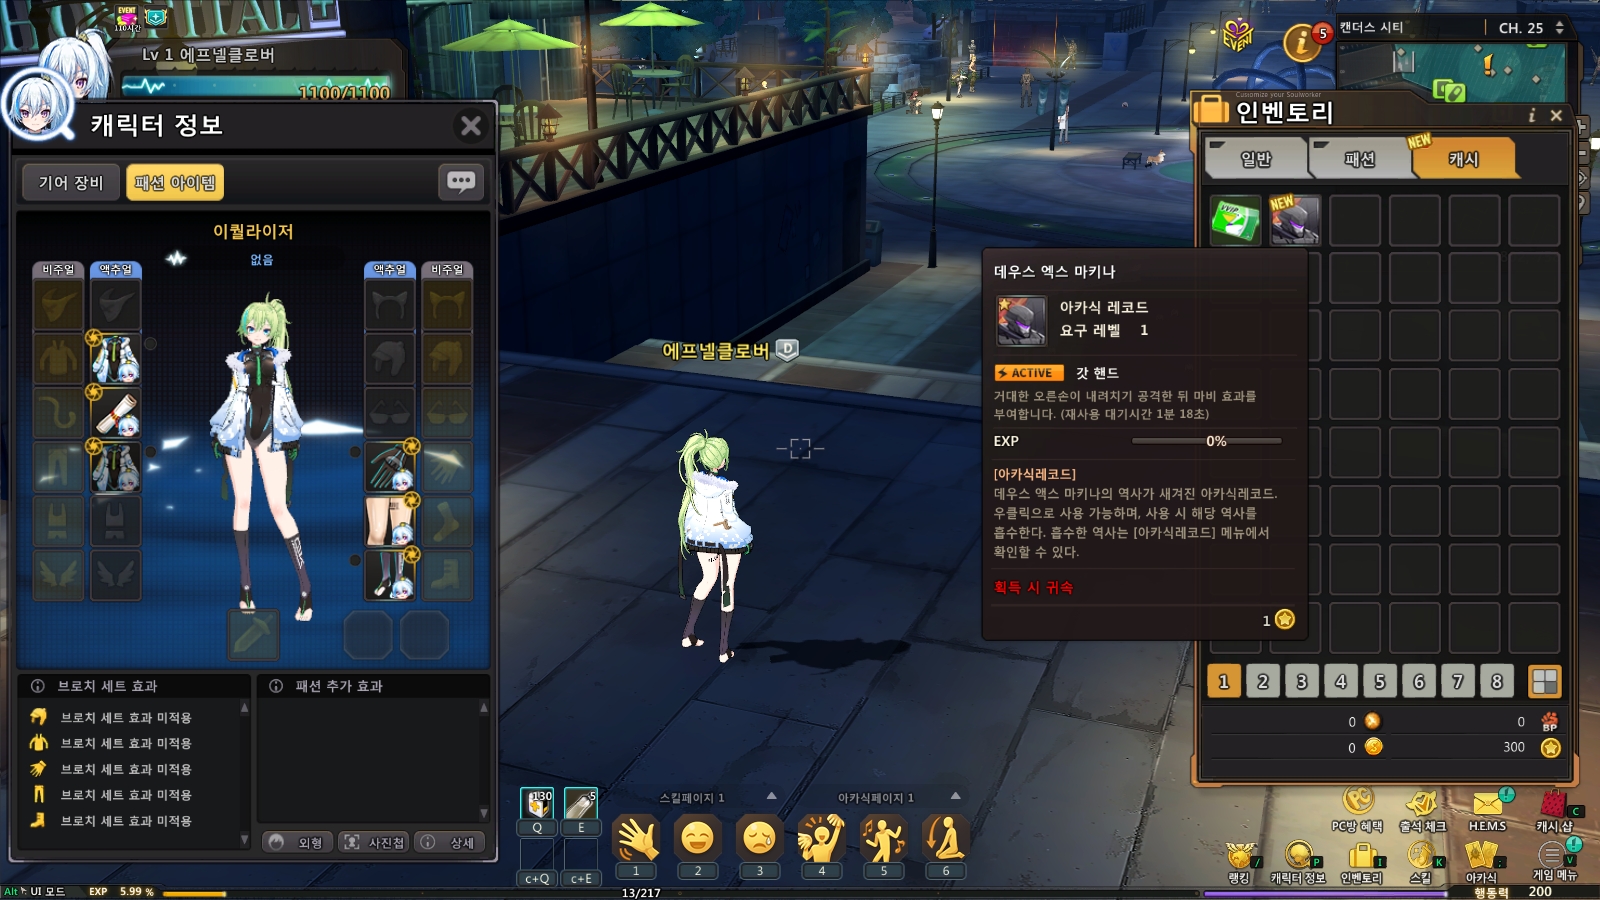 EVENT
110시간
Lv 1 에프넬클로버
1100/1100
캐릭터 정보
기어 장비
패션 아이템
이퀄라이저
없음
비주얼
액추얼
액추얼
비주얼
브로치 세트 효과
브로치 세트 효과 미적용
브로치 세트 효과 미적용
브로치 세트 효과 미적용
브로치 세트 효과 미적용
브로치 세트 효과 미적용
패션 추가 효과
외형
사진첩
상세
Alt
UI 모드
EXP 5.99 %
에프넬클로버
D
EVENT
5
캔더스 시티
CH. 25
Customize your Soulworker
인벤토리
일반
패션
NEW
캐시
VVIP
NEW
데우스 엑스 마키나
아카식 레코드
요구 레벨 1
ACTIVE 갓 핸드
거대한 오른손이 내려치기 공격한 뒤 마비 효과를
부여합니다. (재사용 대기시간 1분 18초)
EXP 0%
[아카식레코드]
데우스 액스 마키나의 역사가 새겨진 아카식레코드.
우클릭으로 사용 가능하며, 사용 시 해당 역사를
흡수한다. 흡수한 역사는 [아카식레코드] 메뉴에서
확인할 수 있다.
획득 시 귀속
1
1 2 3 4 5 6 7 8
0
0
BP
0
300
130
5
Q
E
c+Q
c+E
스킬페이지 1
아카식페이지 1
1 2 3 4 5 6
13/217
PC
PC방 혜택
출석 체크
H.E.M.S
C
캐시.샵
/
랭킹
P
캐릭터 정보
I
인벤토리
K
스킬
;
아카식
V
게임 메뉴
행동력 200